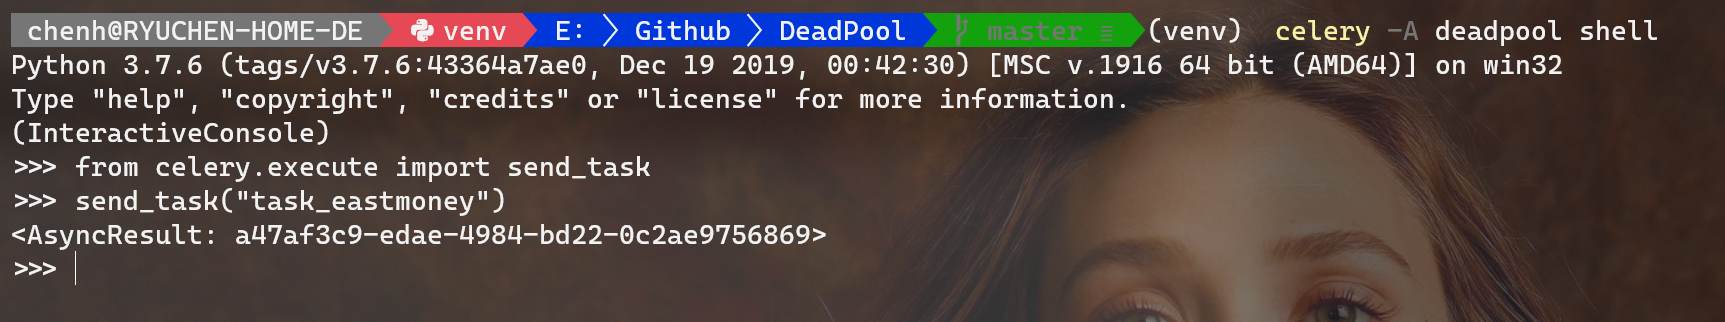 chenh@RYUCHEN-HOME-DE venv E: Github DeadPool master ≡ (venv) celery -A deadpool shell
Python 3.7.6 (tags/v3.7.6:43364a7ae0, Dec 19 2019, 00:42:30) [MSC v.1916 64 bit (AMD64)] on win32
Type "help", "copyright", "credits" or "license" for more information.
(InteractiveConsole)
>>> from celery.execute import send_task
>>> send_task("task_eastmoney")
<AsyncResult: a47af3c9-edae-4984-bd22-0c2ae9756869>
>>>